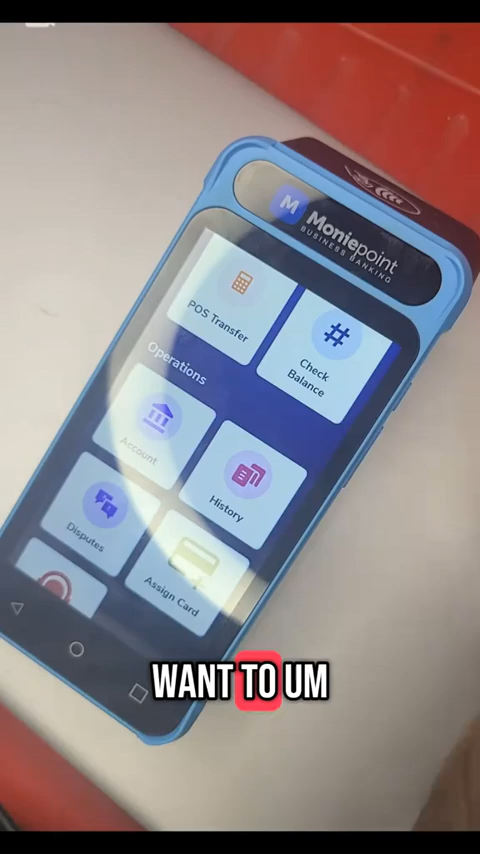 M Moniepoint
BUSINESS BANKING
POS Transfer
Check
Balance
Operations
Account
History
Disputes
Assign Card
WANT TO UM